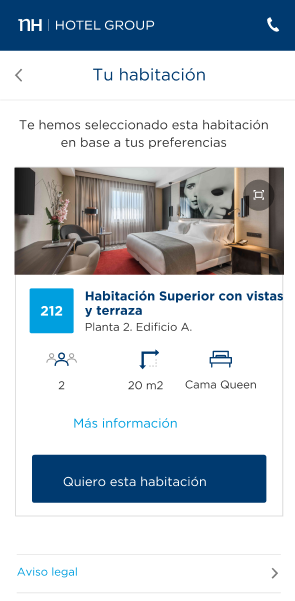 nH | HOTEL GROUP
Tu habitación
Te hemos seleccionado esta habitación
en base a tus preferencias
212
Habitación Superior con vistas
y terraza
Planta 2. Edificio A.
2
20 m2
Cama Queen
Más información
Quiero esta habitación
Aviso legal